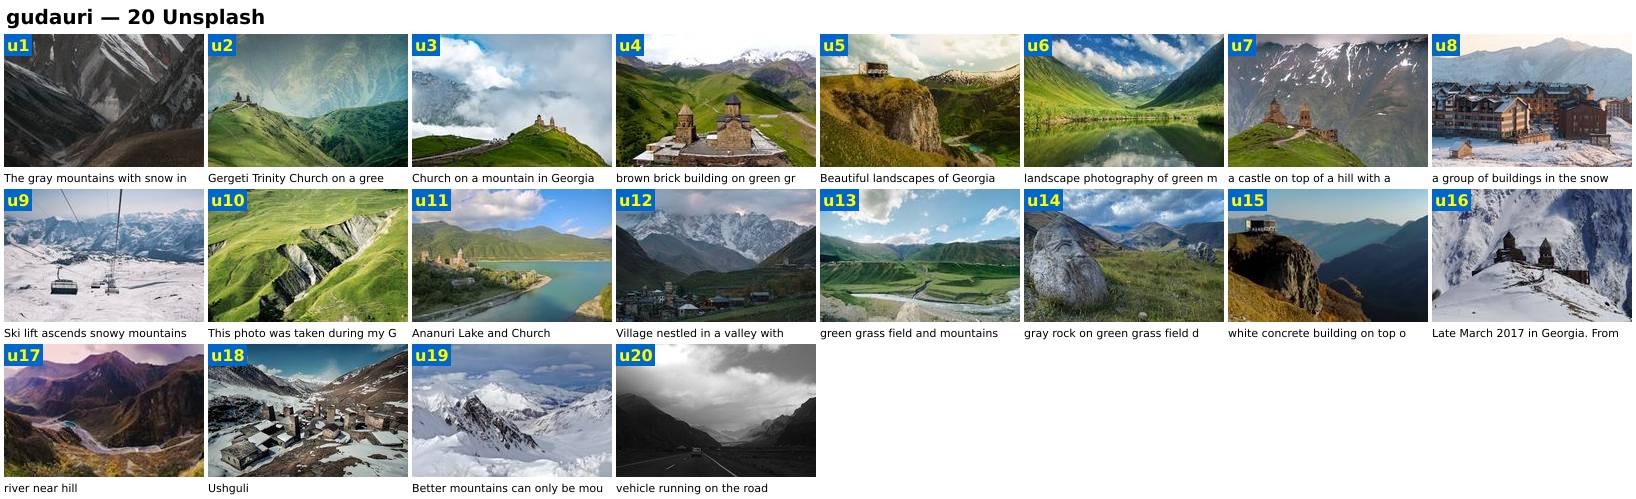 gudauri — 20 Unsplash
u1 u2 u3 u4 u5 u6 u7 u8
The gray mountains with snow in
Gergeti Trinity Church on a gree
Church on a mountain in Georgia
brown brick building on green gr
Beautiful landscapes of Georgia
landscape photography of green m
a castle on top of a hill with a
a group of buildings in the snow
u9 u10 u11 u12 u13 u14 u15 u16
Ski lift ascends snowy mountains
This photo was taken during my G
Ananuri Lake and Church
Village nestled in a valley with
green grass field and mountains
gray rock on green grass field d
white concrete building on top o
Late March 2017 in Georgia. From
u17 u18 u19 u20
river near hill
Ushguli
Better mountains can only be mou
vehicle running on the road